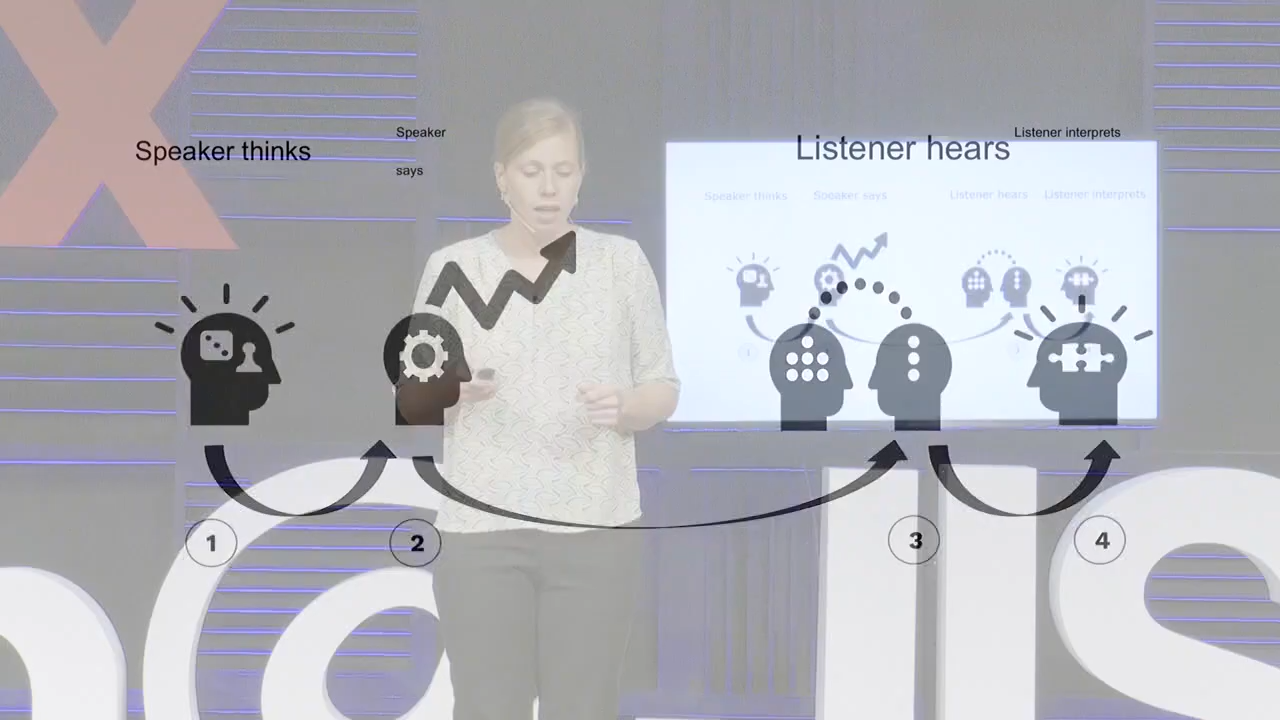 X
Speaker thinks
Speaker
says
Listener hears
Listener interprets
Speaker thinks
Speaker says
Listener hears
Listener interprets
1
2
3
4